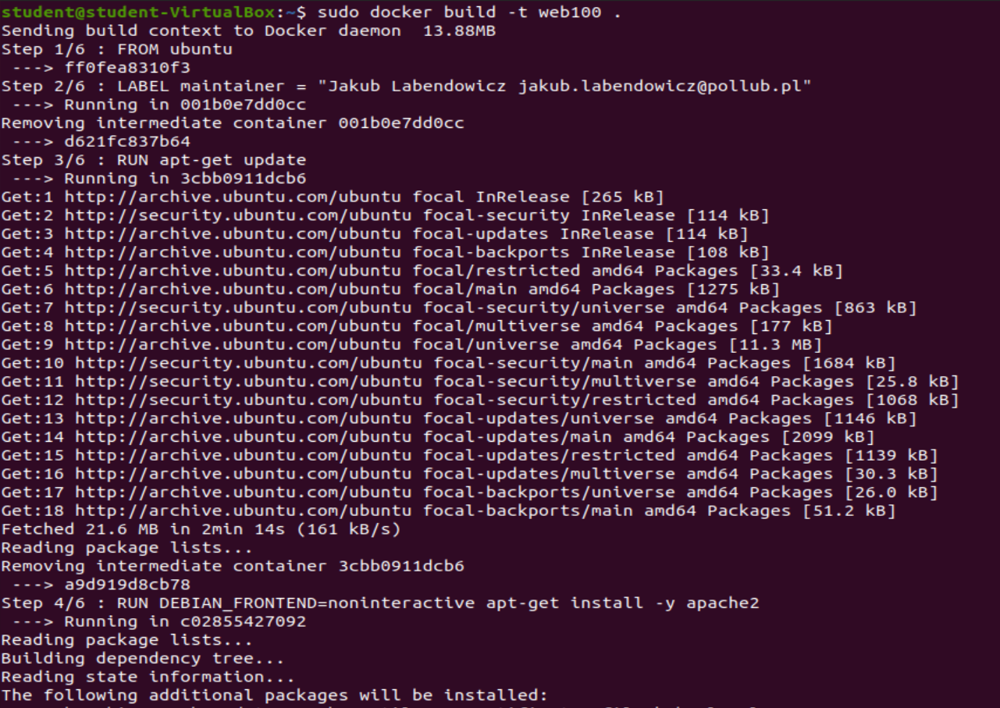 student@student-VirtualBox:~$ sudo docker build -t web100 .
Sending build context to Docker daemon  13.88MB
Step 1/6 : FROM ubuntu
 ---> ff0fea8310f3
Step 2/6 : LABEL maintainer = "Jakub Labendowicz jakub.labendowicz@pollub.pl"
 ---> Running in 001b0e7dd0cc
Removing intermediate container 001b0e7dd0cc
 ---> d621fc837b64
Step 3/6 : RUN apt-get update
 ---> Running in 3cbb0911dcb6
Get:1 http://archive.ubuntu.com/ubuntu focal InRelease [265 kB]
Get:2 http://security.ubuntu.com/ubuntu focal-security InRelease [114 kB]
Get:3 http://archive.ubuntu.com/ubuntu focal-updates InRelease [114 kB]
Get:4 http://archive.ubuntu.com/ubuntu focal-backports InRelease [108 kB]
Get:5 http://archive.ubuntu.com/ubuntu focal/restricted amd64 Packages [33.4 kB]
Get:6 http://archive.ubuntu.com/ubuntu focal/main amd64 Packages [1275 kB]
Get:7 http://security.ubuntu.com/ubuntu focal-security/universe amd64 Packages [863 kB]
Get:8 http://archive.ubuntu.com/ubuntu focal/multiverse amd64 Packages [177 kB]
Get:9 http://archive.ubuntu.com/ubuntu focal/universe amd64 Packages [11.3 MB]
Get:10 http://security.ubuntu.com/ubuntu focal-security/main amd64 Packages [1684 kB]
Get:11 http://security.ubuntu.com/ubuntu focal-security/multiverse amd64 Packages [25.8 kB]
Get:12 http://security.ubuntu.com/ubuntu focal-security/restricted amd64 Packages [1068 kB]
Get:13 http://archive.ubuntu.com/ubuntu focal-updates/universe amd64 Packages [1146 kB]
Get:14 http://archive.ubuntu.com/ubuntu focal-updates/main amd64 Packages [2099 kB]
Get:15 http://archive.ubuntu.com/ubuntu focal-updates/restricted amd64 Packages [1139 kB]
Get:16 http://archive.ubuntu.com/ubuntu focal-updates/multiverse amd64 Packages [30.3 kB]
Get:17 http://archive.ubuntu.com/ubuntu focal-backports/universe amd64 Packages [26.0 kB]
Get:18 http://archive.ubuntu.com/ubuntu focal-backports/main amd64 Packages [51.2 kB]
Fetched 21.6 MB in 2min 14s (161 kB/s)
Reading package lists...
Removing intermediate container 3cbb0911dcb6
 ---> a9d919d8cb78
Step 4/6 : RUN DEBIAN_FRONTEND=noninteractive apt-get install -y apache2
 ---> Running in c02855427092
Reading package lists...
Building dependency tree...
Reading state information...
The following additional packages will be installed: